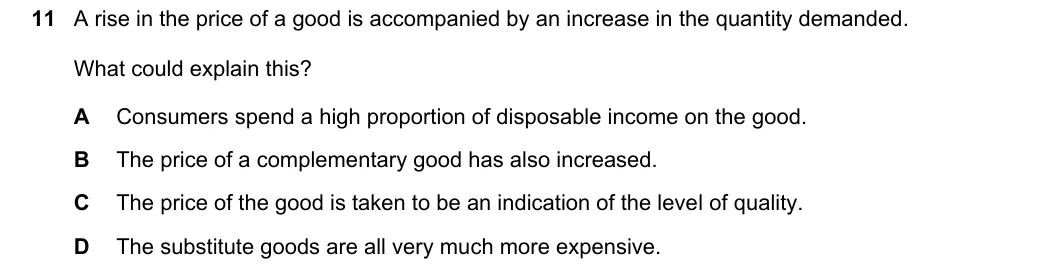 11 A rise in the price of a good is accompanied by an increase in the quantity demanded.
What could explain this?
A Consumers spend a high proportion of disposable income on the good.
B The price of a complementary good has also increased.
C The price of the good is taken to be an indication of the level of quality.
D The substitute goods are all very much more expensive.